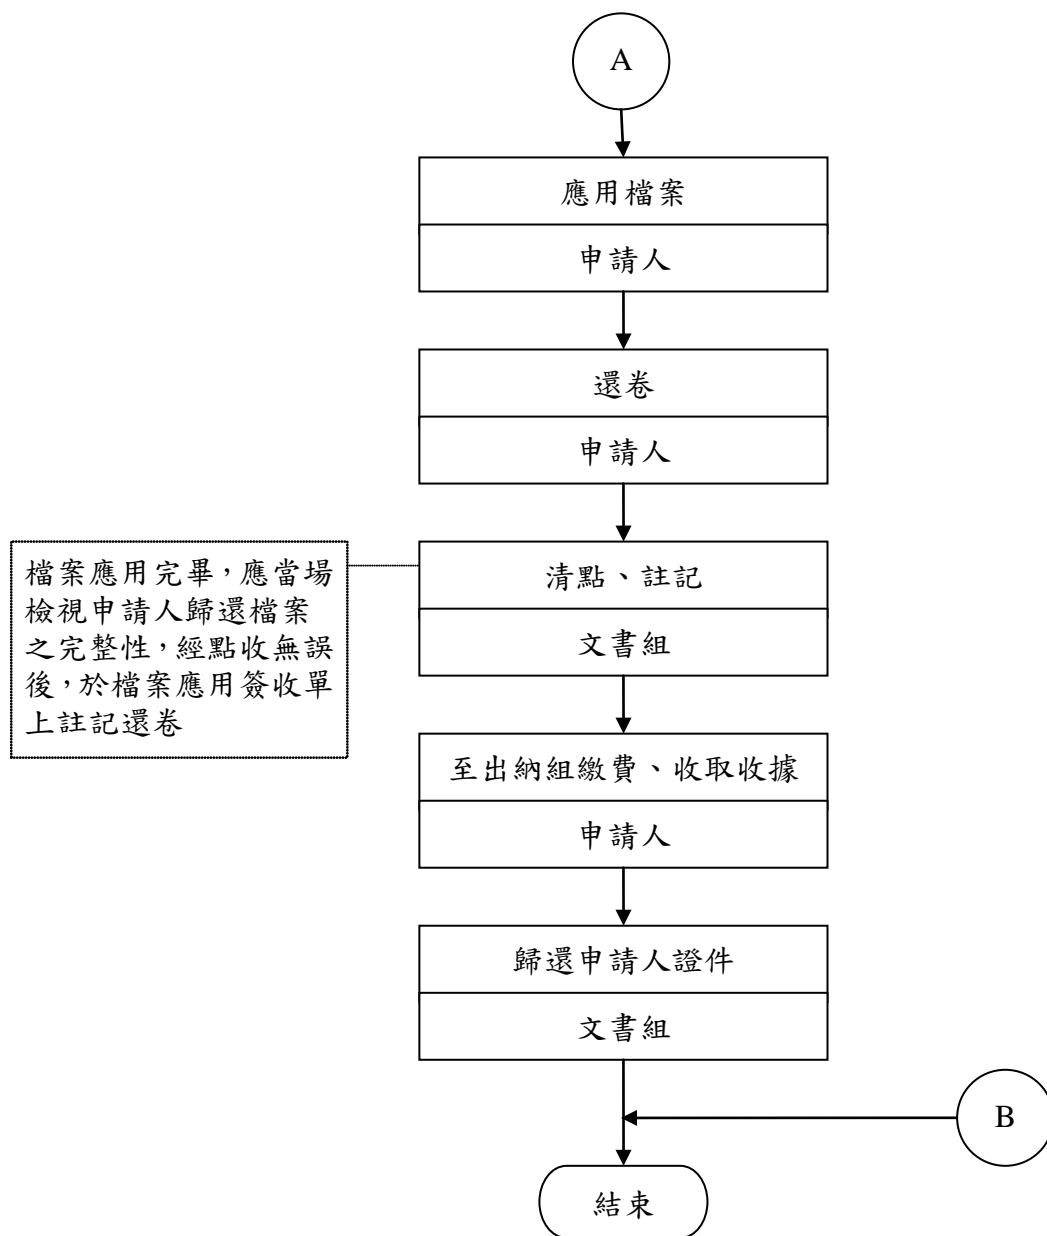 A
應用檔案
申請人
還卷
申請人
檔案應用完畢，應當場
檢視申請人歸還檔案
之完整性，經點收無誤
後，於檔案應用簽收單
上註記還卷
清點、註記
文書組
至出納組繳費、收取收據
申請人
歸還申請人證件
文書組
B
結束